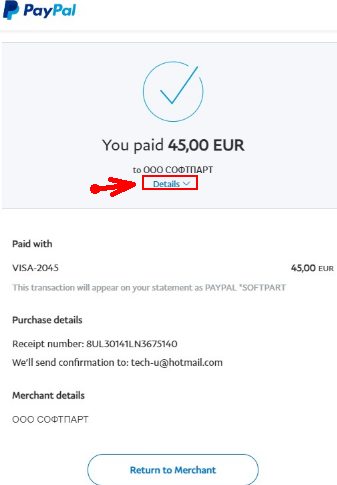 PayPal
You paid 45,00 EUR
to ООО СОФТПАРТ
Details
Paid with
VISA-2045 45,00 EUR
This transaction will appear on your statement as PAYPAL *SOFTPART
Purchase details
Receipt number: 8UL30141LN3675140
We'll send confirmation to: tech-u@hotmail.com
Merchant details
ООО СОФТПАРТ
Return to Merchant